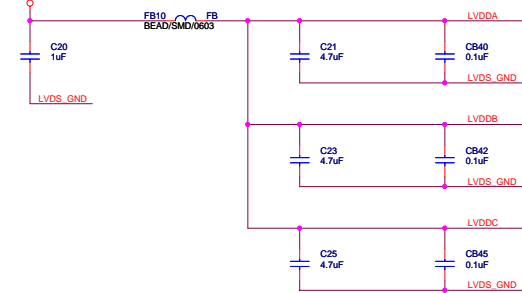 FB10 FB
BEAD/SMD/0603
LVDDA
C20
1uF
C21
4.7uF
CB40
0.1uF
LVDS_GND
LVDS_GND
LVDDB
C23
4.7uF
CB42
0.1uF
LVDS_GND
LVDDC
C25
4.7uF
CB45
0.1uF
LVDS_GND